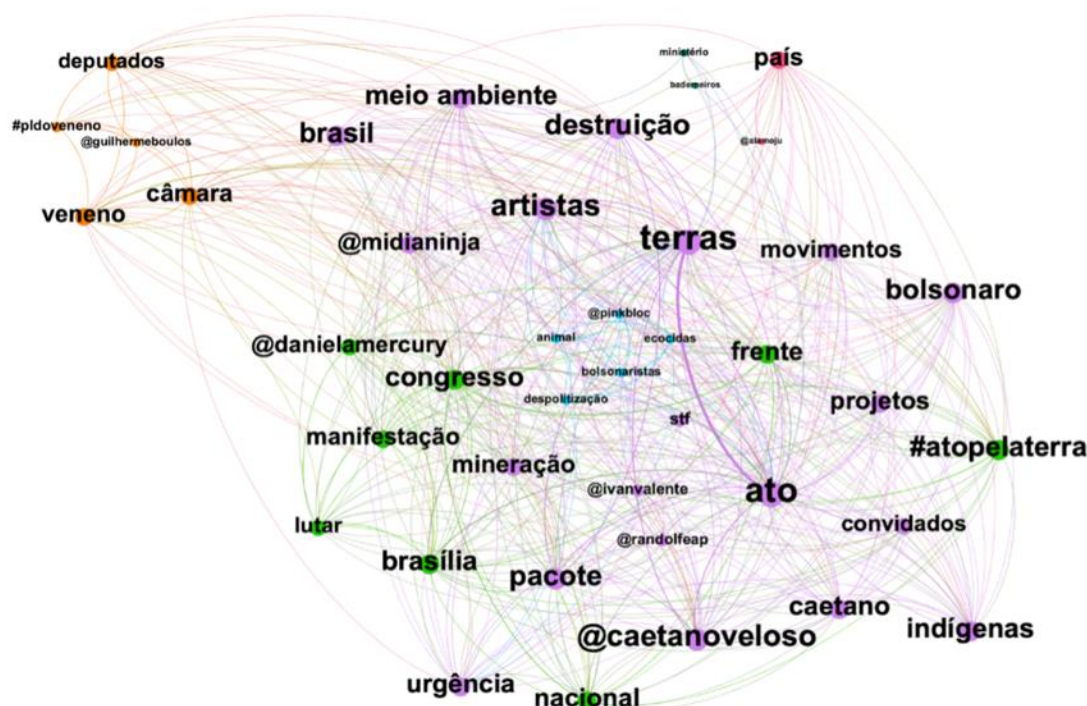 ministério
país
deputados
badameiros
meio ambiente
#pldoveneno
brasil
destruição
@guilhermeboulos
câmara
veneno
artistas
terras
@midianinja
movimentos
bolsonaro
@pinkbloc
animal
ecocidas
@danielamercury
frente
congresso
bolsonaristas
despolitização
projetos
stf
manifestação
#atopelaterra
mineração
@ivanvalente
ato
lutar
convidados
@randolfeap
brasília
pacote
caetano
@caetanoveloso
indígenas
urgência
nacional